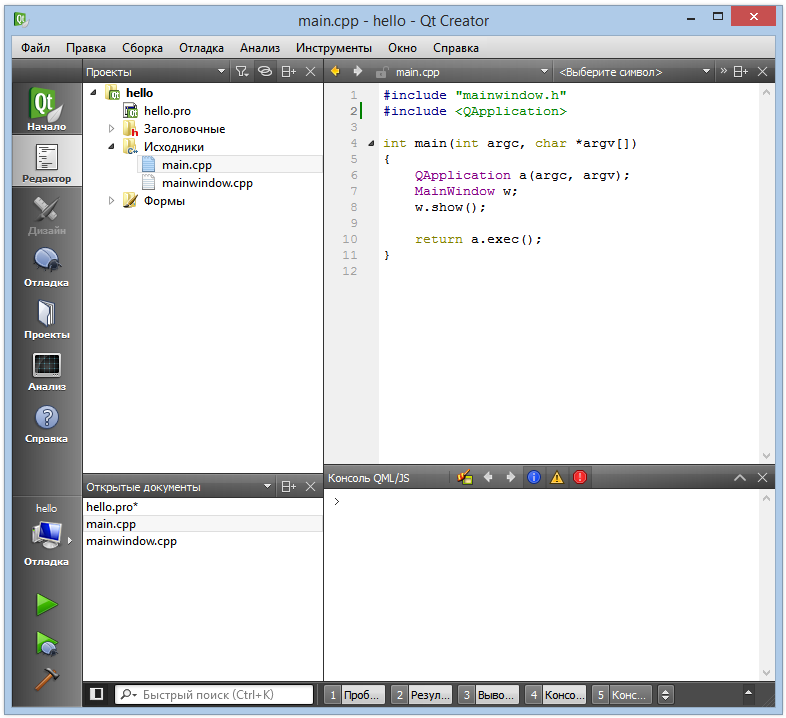 main.cpp - hello - Qt Creator
Файл Правка Сборка Отладка Анализ Инструменты Окно Справка
Проекты
main.cpp
<Выберите символ>
Qt
Начало
Редактор
Дизайн
Отладка
Проекты
Анализ
Справка
hello
Отладка
hello
hello.pro
Заголовочные
Исходники
main.cpp
mainwindow.cpp
Формы
1 #include "mainwindow.h"
2 #include <QApplication>
3
4 int main(int argc, char *argv[])
5 {
6 QApplication a(argc, argv);
7 MainWindow w;
8 w.show();
9
10 return a.exec();
11 }
12
Открытые документы
hello.pro*
main.cpp
mainwindow.cpp
Консоль QML/JS
>
Быстрый поиск (Ctrl+K)
1 Проб...
2 Резул...
3 Выво...
4 Консо...
5 Конс...